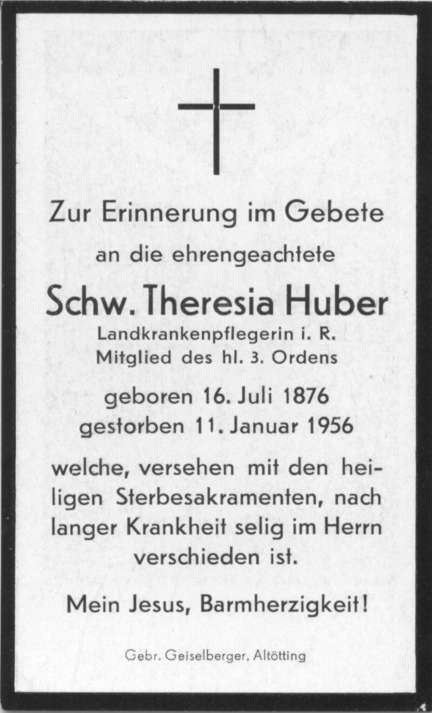 Zur Erinnerung im Gebete
an die ehrengeachtete
Schw. Theresia Huber
Landkrankenpflegerin i. R.
Mitglied des hl. 3. Ordens
geboren 16. Juli 1876
gestorben 11. Januar 1956
welche, versehen mit den hei-
ligen Sterbesakramenten, nach
langer Krankheit selig im Herrn
verschieden ist.
Mein Jesus, Barmherzigkeit!
Gebr. Geiselberger, Altötting